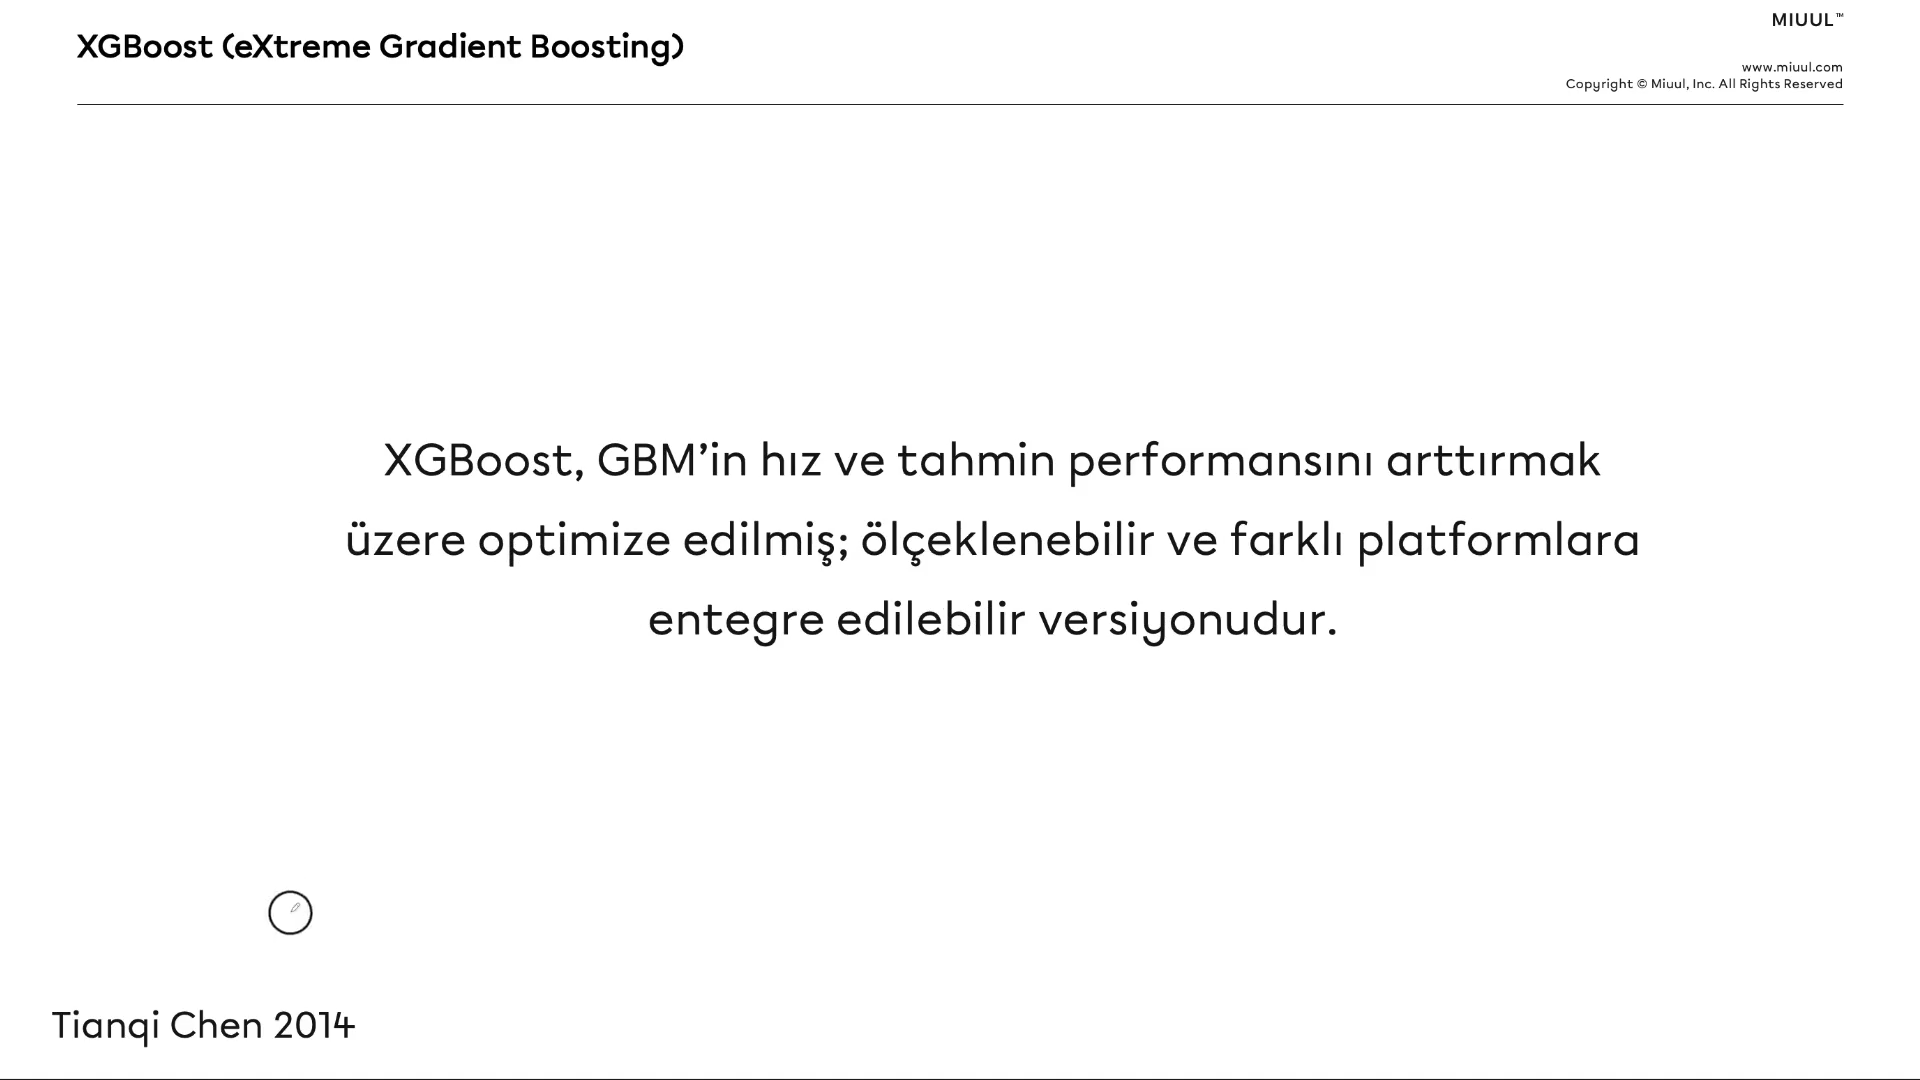 XGBoost (eXtreme Gradient Boosting)
MIUUL™
www.miuul.com
Copyright © Miuul, Inc. All Rights Reserved
XGBoost, GBM’in hız ve tahmin performansını arttırmak
üzere optimize edilmiş; ölçeklenebilir ve farklı platformlara
entegre edilebilir versiyonudur.
Tianqi Chen 2014